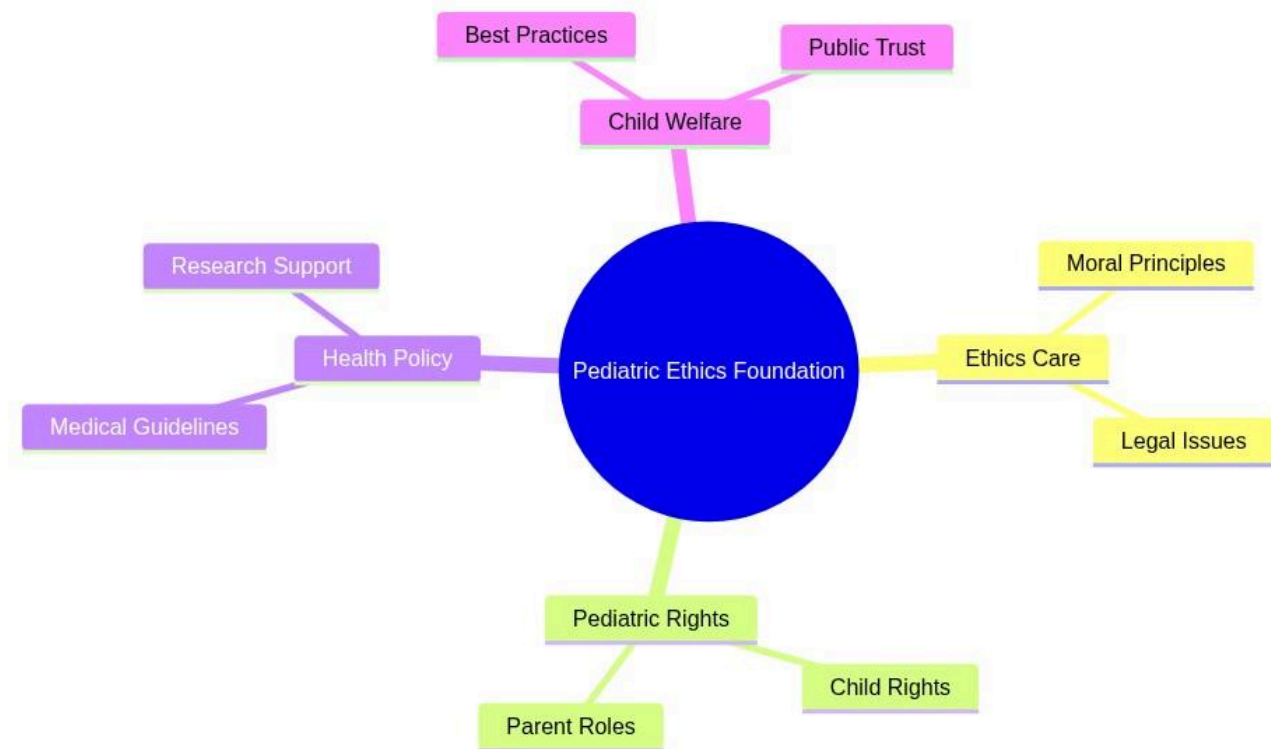 Best Practices
Public Trust
Child Welfare
Research Support
Moral Principles
Health Policy
Pediatric Ethics Foundation
Ethics Care
Medical Guidelines
Legal Issues
Pediatric Rights
Child Rights
Parent Roles